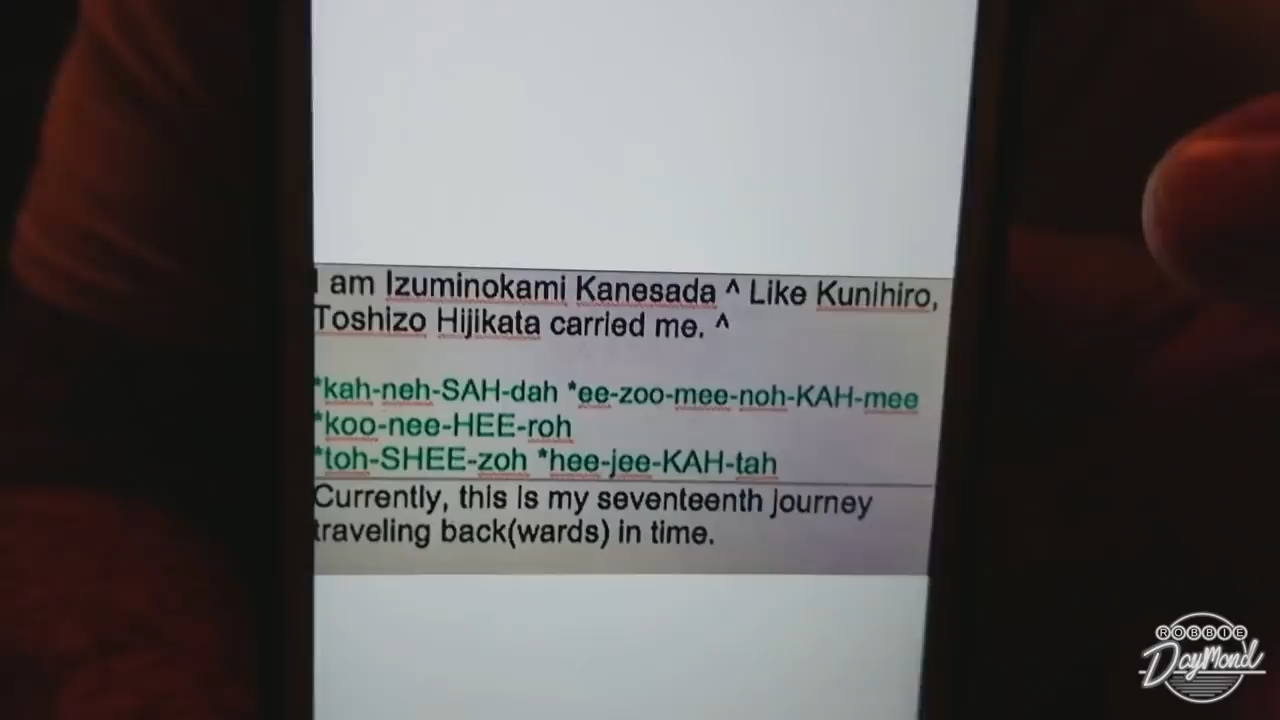 I am Izuminokami Kanesada ^ Like Kunihiro,
Toshizo Hijikata carried me. ^
*kah-neh-SAH-dah *ee-zoo-mee-noh-KAH-mee
*koo-nee-HEE-roh
*toh-SHEE-zoh *hee-jee-KAH-tah
Currently, this is my seventeenth journey
traveling back(wards) in time.
ROBBIE
DayMond